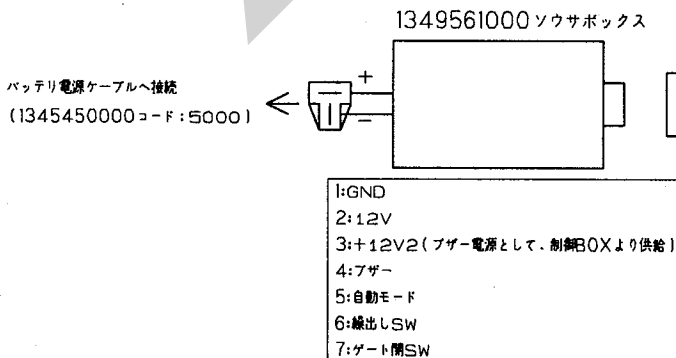 1349561000ソウサボックス
バッテリ電源ケーブルへ接続
(1345450000コード:5000)
+
−
1:GND
2:12V
3:+12V2(ブザー電源として、制御BOXより供給)
4:ブザー
5:自動モード
6:繰出しSW
7:ゲート開SW